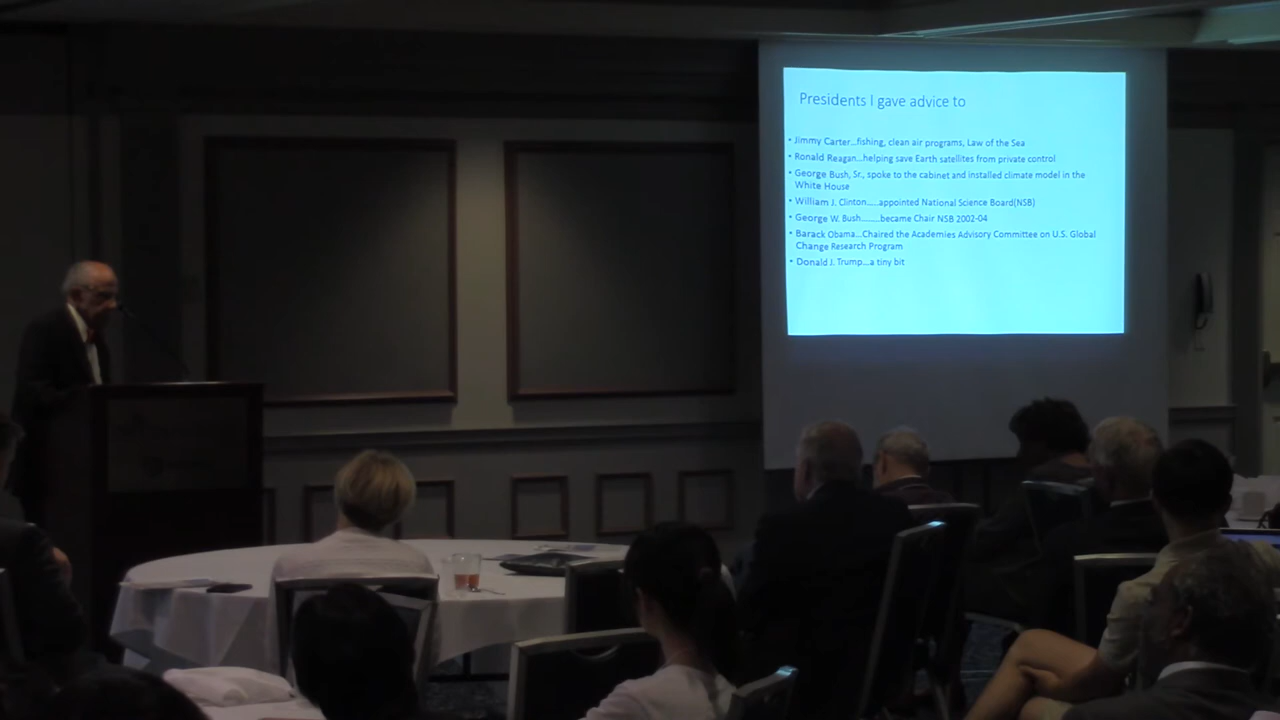 Presidents I gave advice to
• Jimmy Carter...fishing, clean air programs, Law of the Sea
• Ronald Reagan...helping save Earth satellites from private control
• George Bush, Sr., spoke to the cabinet and installed climate model in the
White House
• William J. Clinton.....appointed National Science Board(NSB)
• George W. Bush........became Chair NSB 2002-04
• Barack Obama...Chaired the Academies Advisory Committee on U.S. Global
Change Research Program
• Donald J. Trump...a tiny bit